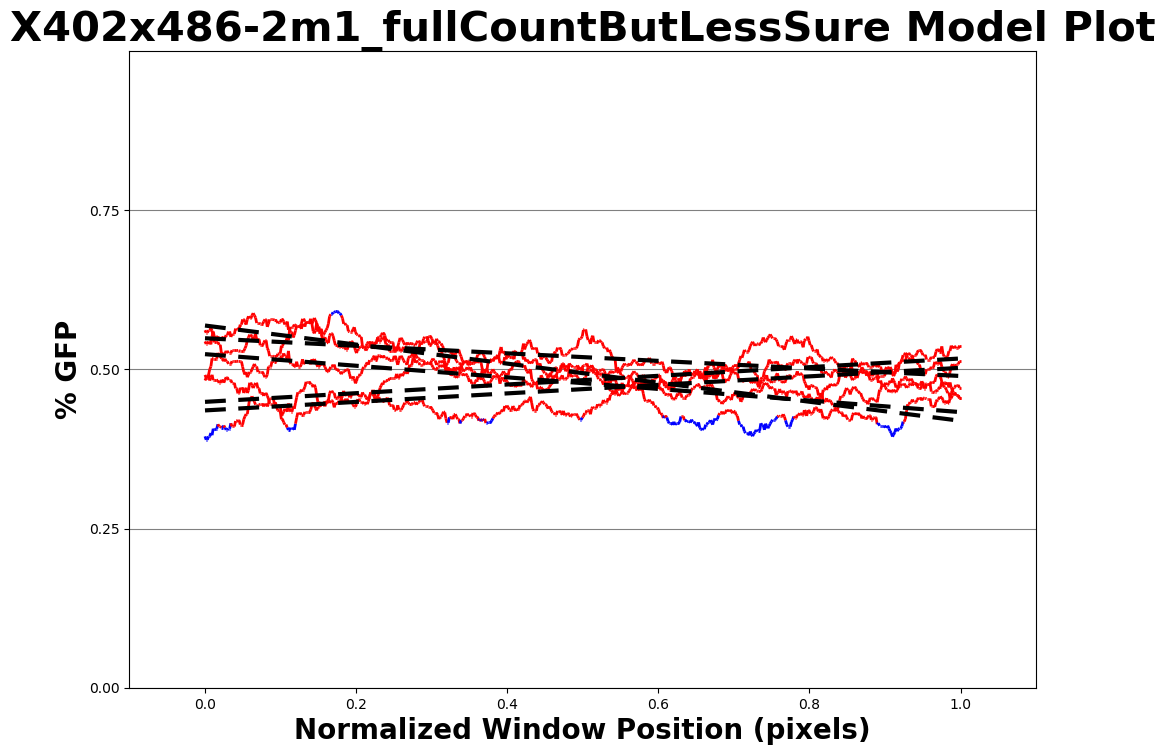 X402x486-2m1_fullCountButLessSure Model Plot
% GFP
0.75
0.50
0.25
0.00
0.0 0.2 0.4 0.6 0.8 1.0
Normalized Window Position (pixels)